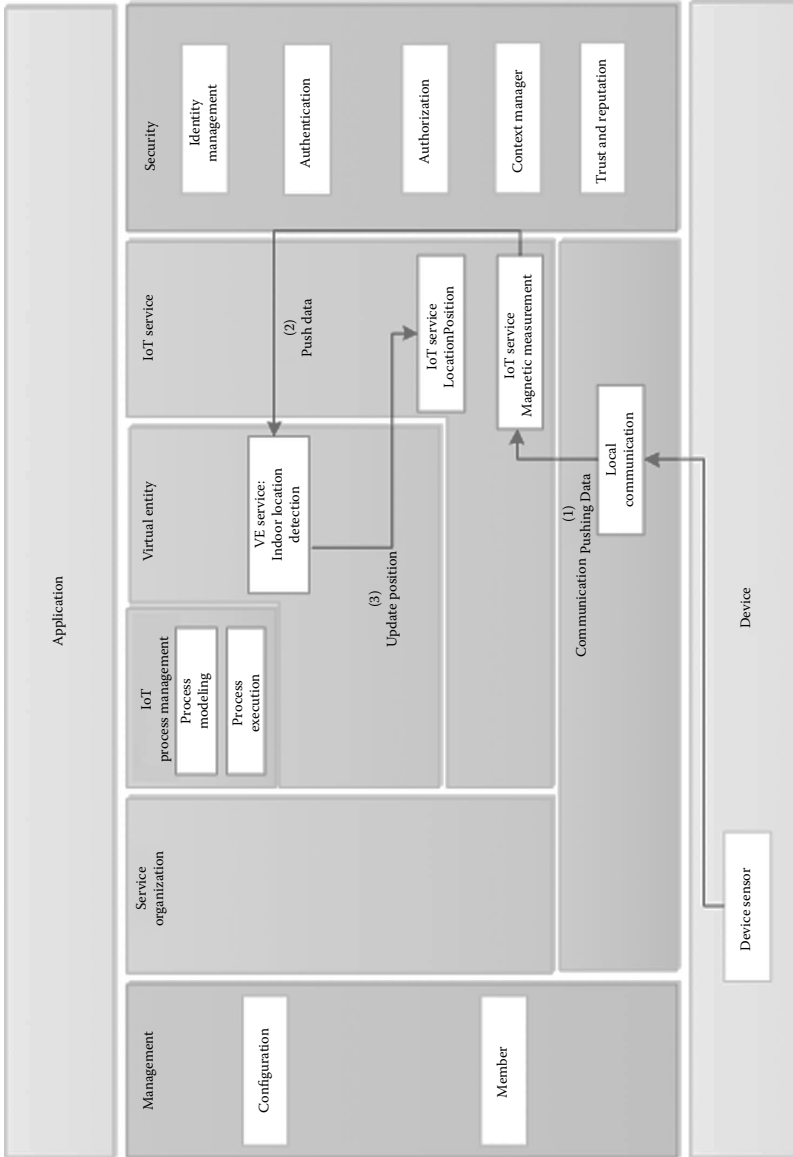 Application
Management
Configuration
Member
Service
organization
IoT
process management
Process
modeling
Process
execution
Virtual entity
VE service:
Indoor location
detection
(3)
Update position
IoT service
(2)
Push data
IoT service
LocationPosition
IoT service
Magnetic measurement
Security
Identity
management
Authentication
Authorization
Context manager
Trust and reputation
(1)
Communication Pushing Data
Local
communication
Device
Device sensor